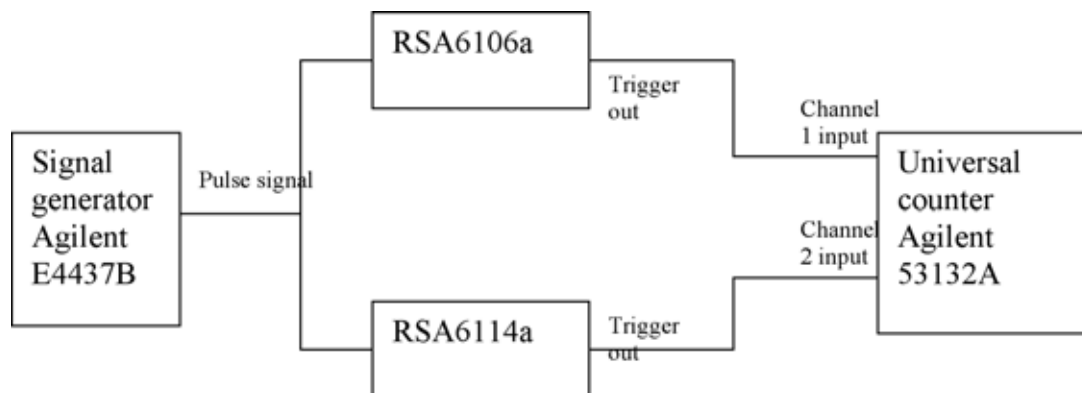 RSA6106a
Trigger
out
Channel
1 input
Signal
generator
Agilent
E4437B
Pulse signal
Universal
counter
Agilent
53132A
Channel
2 input
RSA6114a
Trigger
out